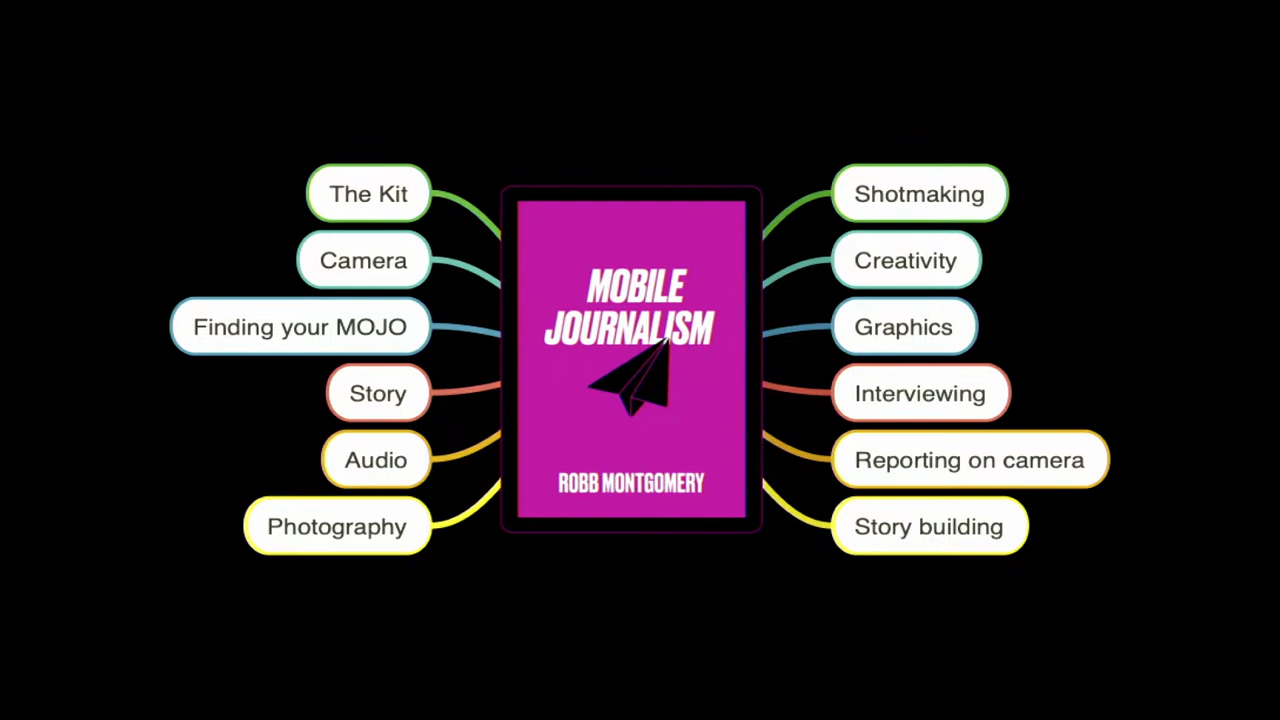 The Kit
Camera
Finding your MOJO
Story
Audio
Photography
MOBILE
JOURNALISM
ROBB MONTGOMERY
Shotmaking
Creativity
Graphics
Interviewing
Reporting on camera
Story building